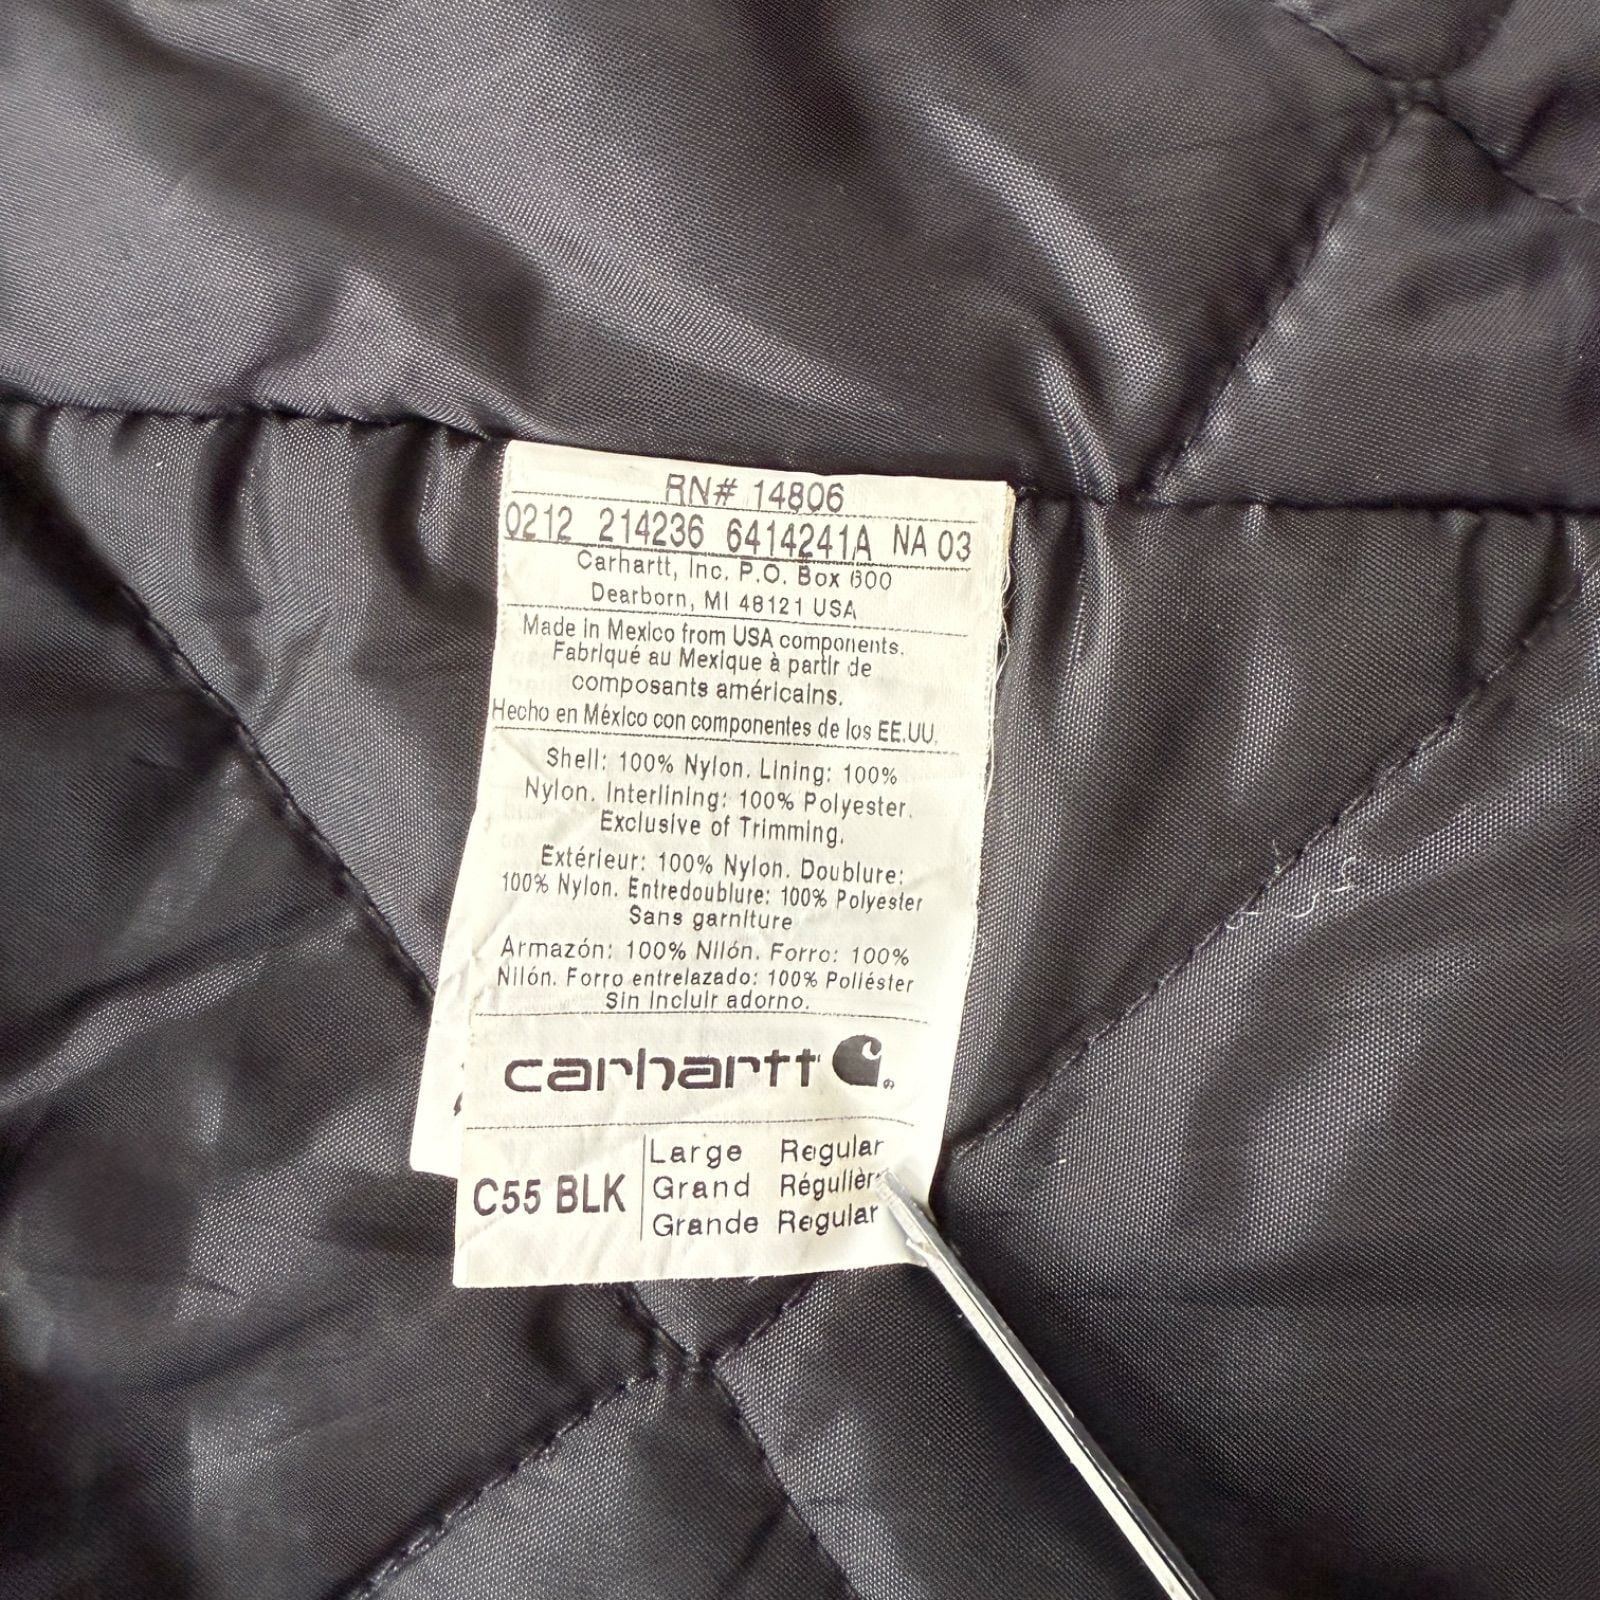 RN# 14806
0212 214236 6414241A NA 03
Carhartt, Inc. P.O. Box 600
Dearborn, MI 48121 USA
Made in Mexico from USA components.
Fabriqué au Mexique à partir de
composants américains.
Hecho en México con componentes de los EE.UU.
Shell: 100% Nylon. Lining: 100%
Nylon. Interlining: 100% Polyester.
Exclusive of Trimming.
Extérieur: 100% Nylon. Doublure:
100% Nylon. Entredoublure: 100% Polyester
Sans garniture
Armazón: 100% Nilón. Forro: 100%
Nilón. Forro entrelazado: 100% Poliéster
Sin incluir adorno.
carhartt
C55 BLK
Large Regular
Grand Régulière
Grande Regular